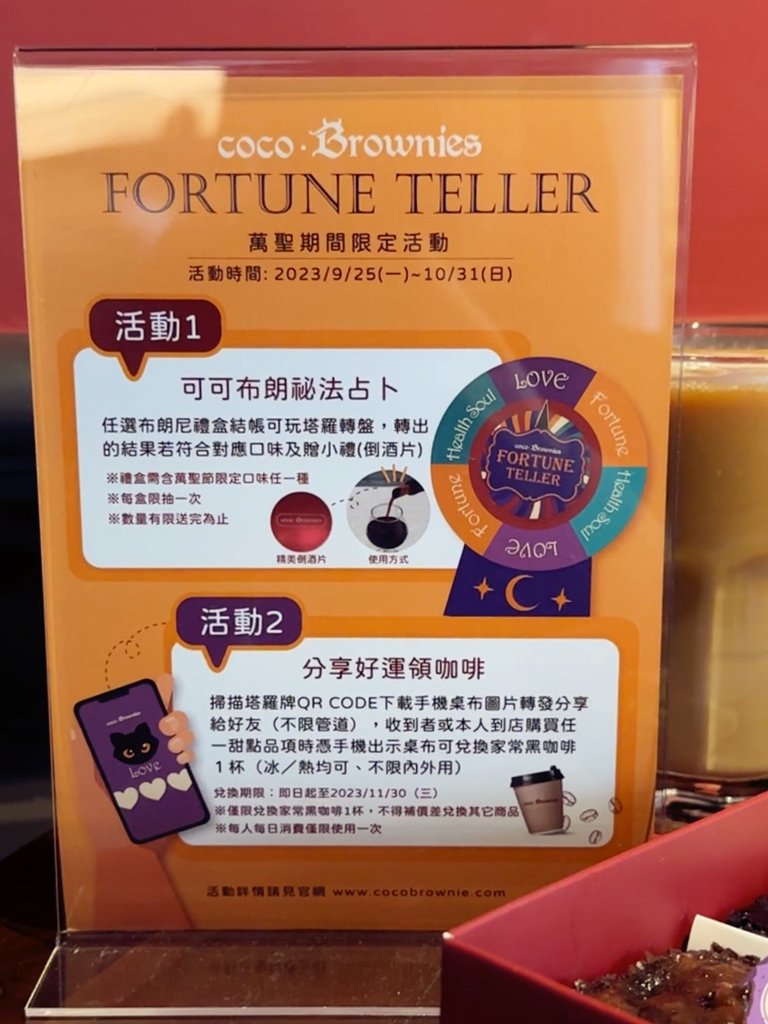 coco.Brownies
FORTUNE TELLER
萬聖期間限定活動
活動時間: 2023/9/25(一)~10/31(日)
活動1
可可布朗祕法占卜
任選布朗尼禮盒結帳可玩塔羅轉盤，轉出
的結果若符合對應口味及贈小禮(倒酒片)
※禮盒需含萬聖節限定口味任一種
※每盒限抽一次
※數量有限送完為止
coco·Brownies
精美倒酒片
使用方式
LOVE
Fortune
Health Soul
LOVE
Fortune
Health Soul
coco·Brownies
FORTUNE
TELLER
活動2
分享好運領咖啡
掃描塔羅牌QR CODE下載手機桌布圖片轉發分享
給好友（不限管道），收到者或本人到店購買任
一甜點品項時憑手機出示桌布可兌換家常黑咖啡
1杯（冰／熱均可、不限內外用）
兌換期限：即日起至2023/11/30（三）
※僅限兌換家常黑咖啡1杯，不得補價差兌換其它商品
※每人每日消費僅限使用一次
coco·Brownies
Love
活動詳情請見官網 www.cocobrownie.com